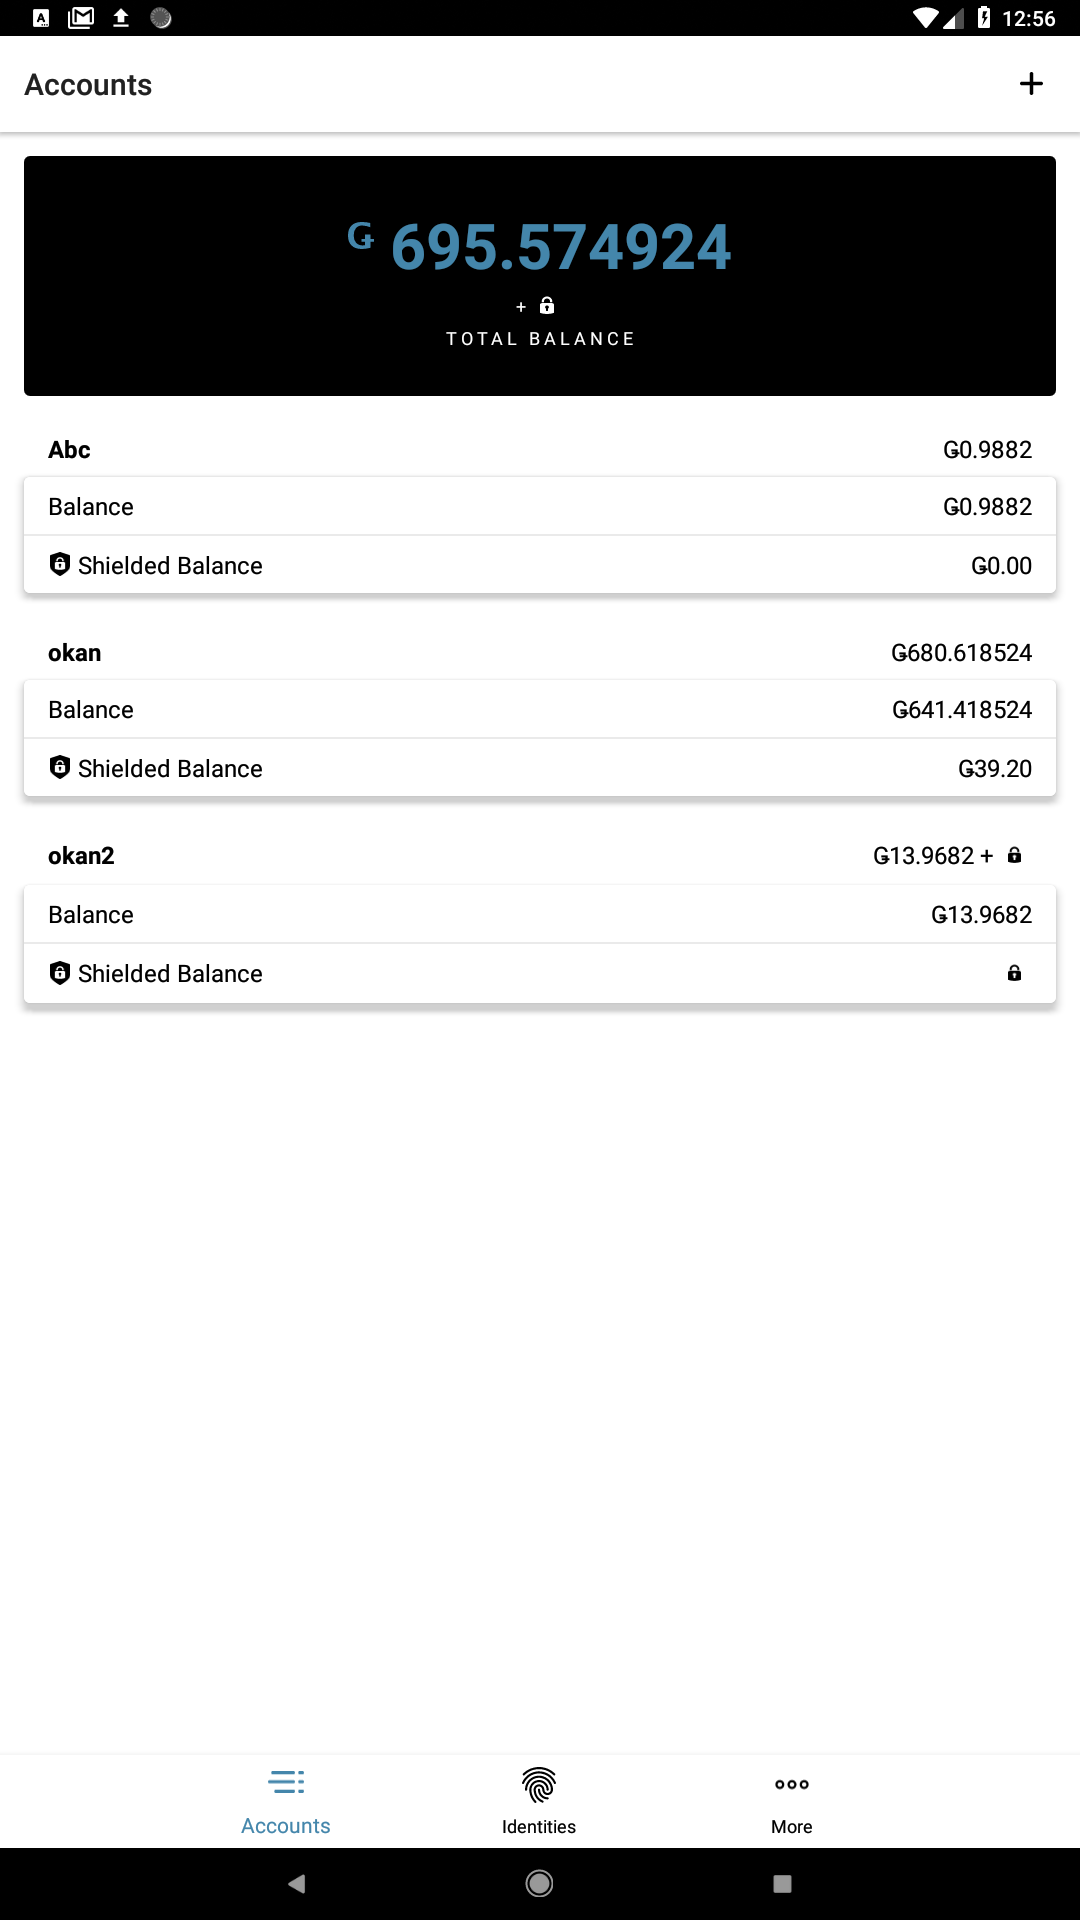 12:56
Accounts
Ǥ 695.574924
+
TOTAL BALANCE
Abc Ǥ0.9882
Balance Ǥ0.9882
Shielded Balance Ǥ0.00
okan Ǥ680.618524
Balance Ǥ641.418524
Shielded Balance Ǥ39.20
okan2 Ǥ13.9682 +
Balance Ǥ13.9682
Shielded Balance
Accounts Identities More